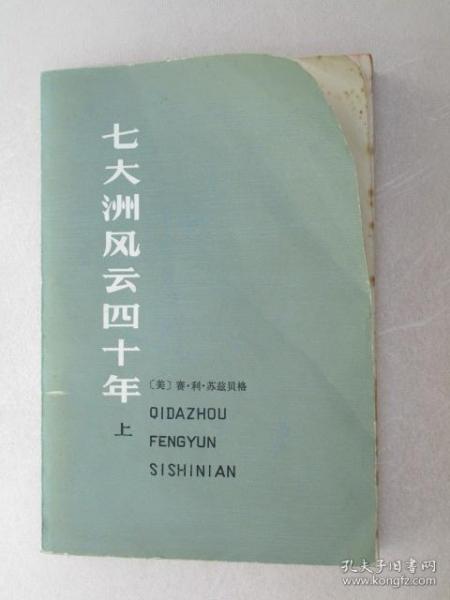 七大洲风云四十年
上
〔美〕赛·利·苏兹贝格
QIDAZHOU
FENGYUN
SISHINIAN
孔夫子旧书网
www.kongfz.com